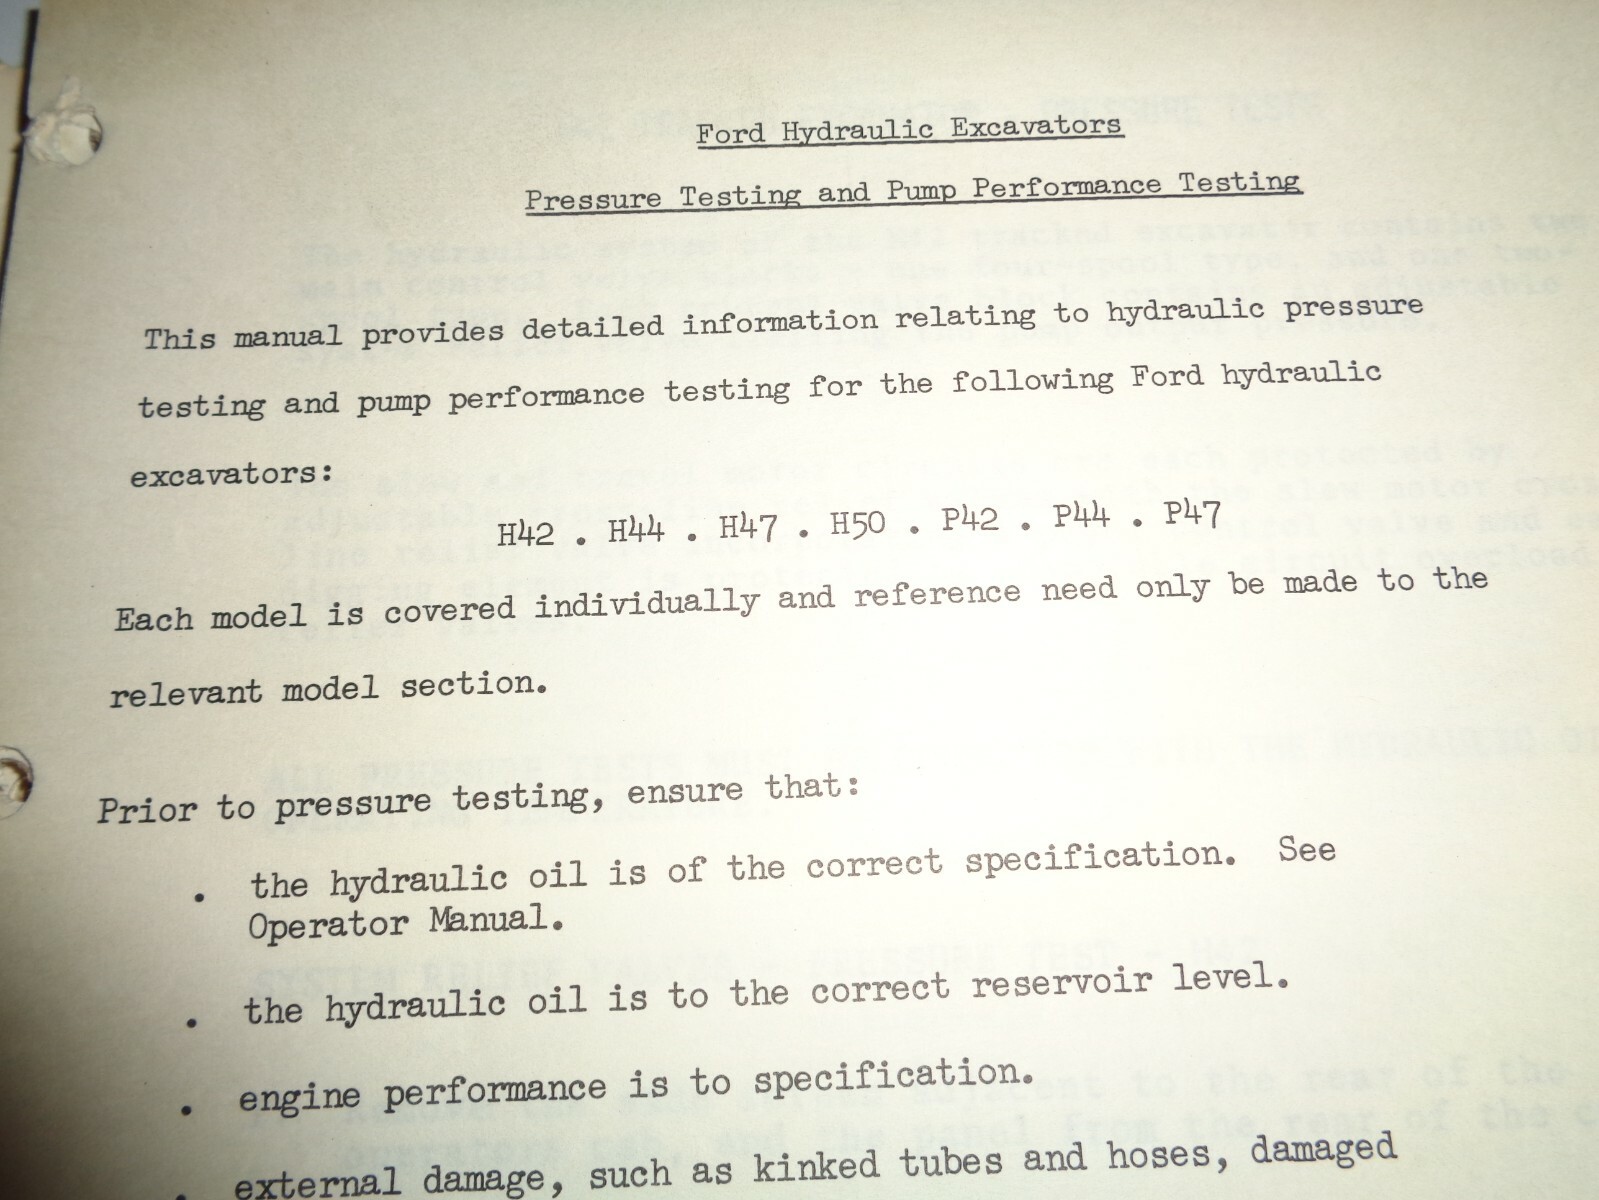 Ford Hydraulic Excavators
Pressure Testing and Pump Performance Testing
This manual provides detailed information relating to hydraulic pressure
testing and pump performance testing for the following Ford hydraulic
excavators:
H42 . H44 . H47 . H50 . P42 . P44 . P47
Each model is covered individually and reference need only be made to the
relevant model section.
Prior to pressure testing, ensure that:
. the hydraulic oil is of the correct specification. See
Operator Manual.
. the hydraulic oil is to the correct reservoir level.
. engine performance is to specification.
. external damage, such as kinked tubes and hoses, damaged